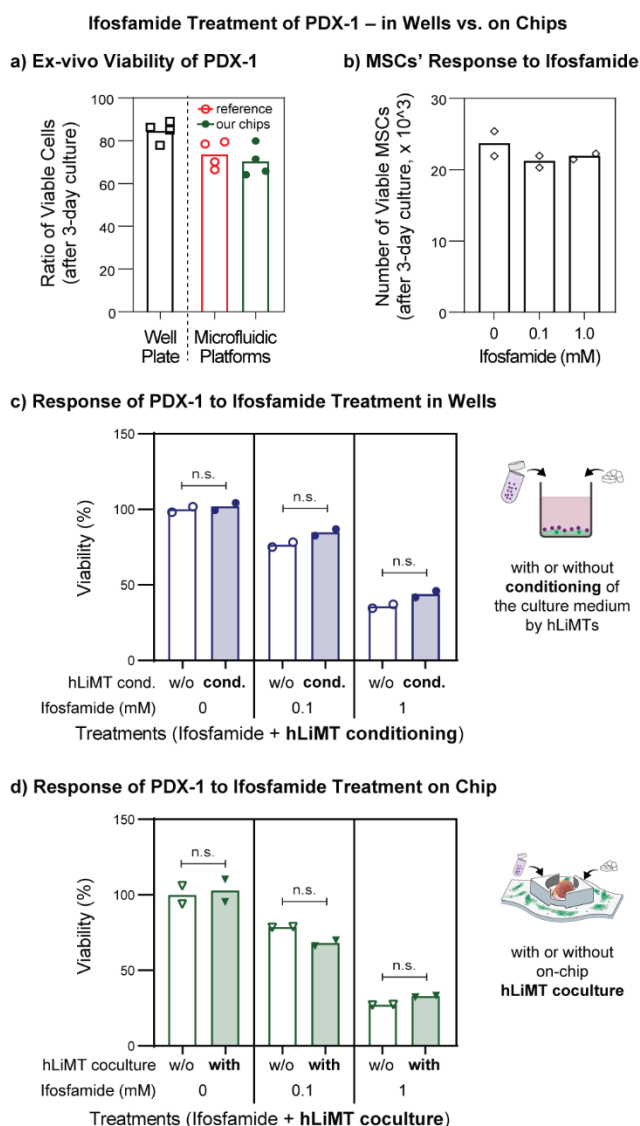 Ifosfamide Treatment of PDX-1 – in Wells vs. on Chips
a) Ex-vivo Viability of PDX-1
Ratio of Viable Cells
(after 3-day culture)
100
80
60
40
20
0
reference
our chips
Well
Plate
Microfluidic
Platforms
b) MSCs' Response to Ifosfamide
Number of Viable MSCs
(after 3-day culture, x 10^3)
30
20
10
0
0
0.1
1.0
Ifosfamide (mM)
c) Response of PDX-1 to Ifosfamide Treatment in Wells
Viability (%)
150
100
50
0
n.s.
n.s.
n.s.
hLiMT cond. w/o cond. w/o cond. w/o cond.
Ifosfamide (mM) 0 0.1 1
Treatments (Ifosfamide + hLiMT conditioning)
with or without
conditioning of
the culture medium
by hLiMTs
d) Response of PDX-1 to Ifosfamide Treatment on Chip
Viability (%)
150
100
50
0
n.s.
n.s.
n.s.
hLiMT coculture w/o with w/o with w/o with
Ifosfamide (mM) 0 0.1 1
Treatments (Ifosfamide + hLiMT coculture)
with or without
on-chip
hLiMT coculture